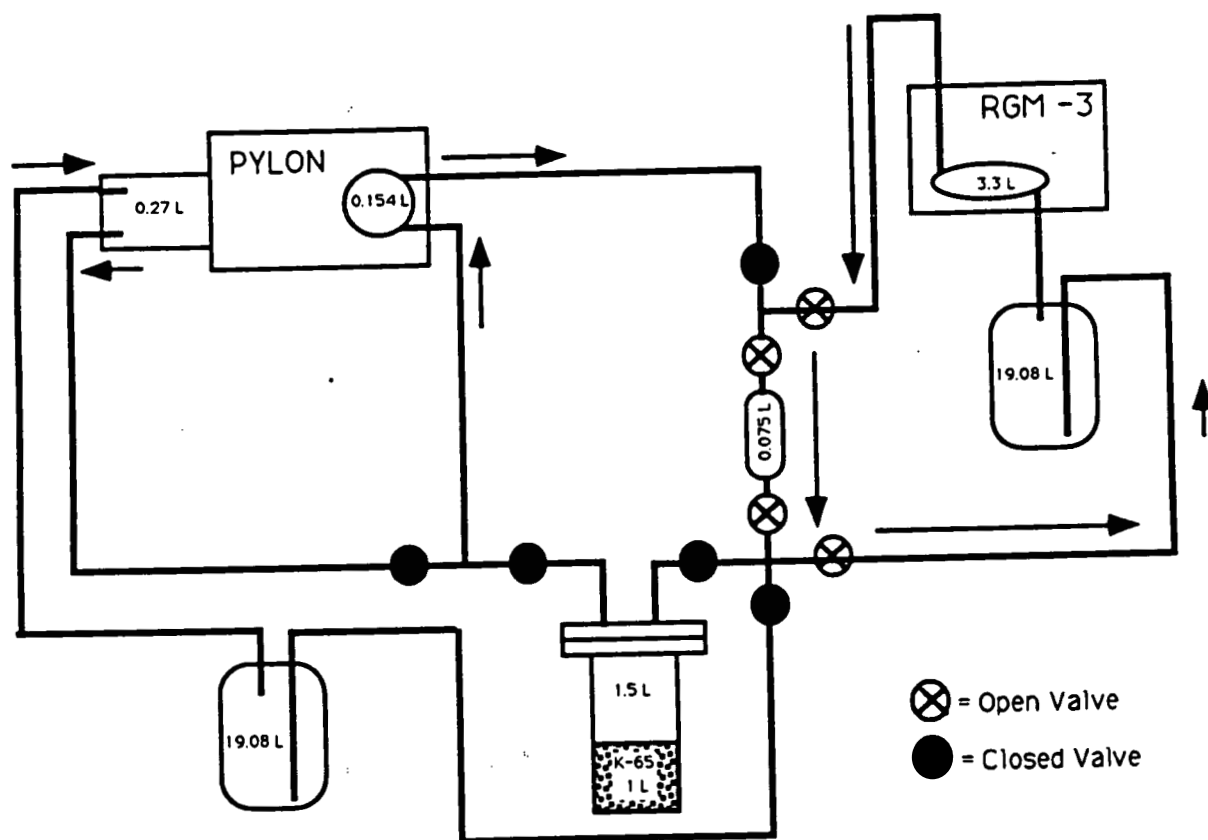 RGM -3
3.3 L
PYLON
0.27 L
0.154 L
19.08 L
0.075 L
1.5 L
K-65
1 L
19.08 L
= Open Valve
= Closed Valve